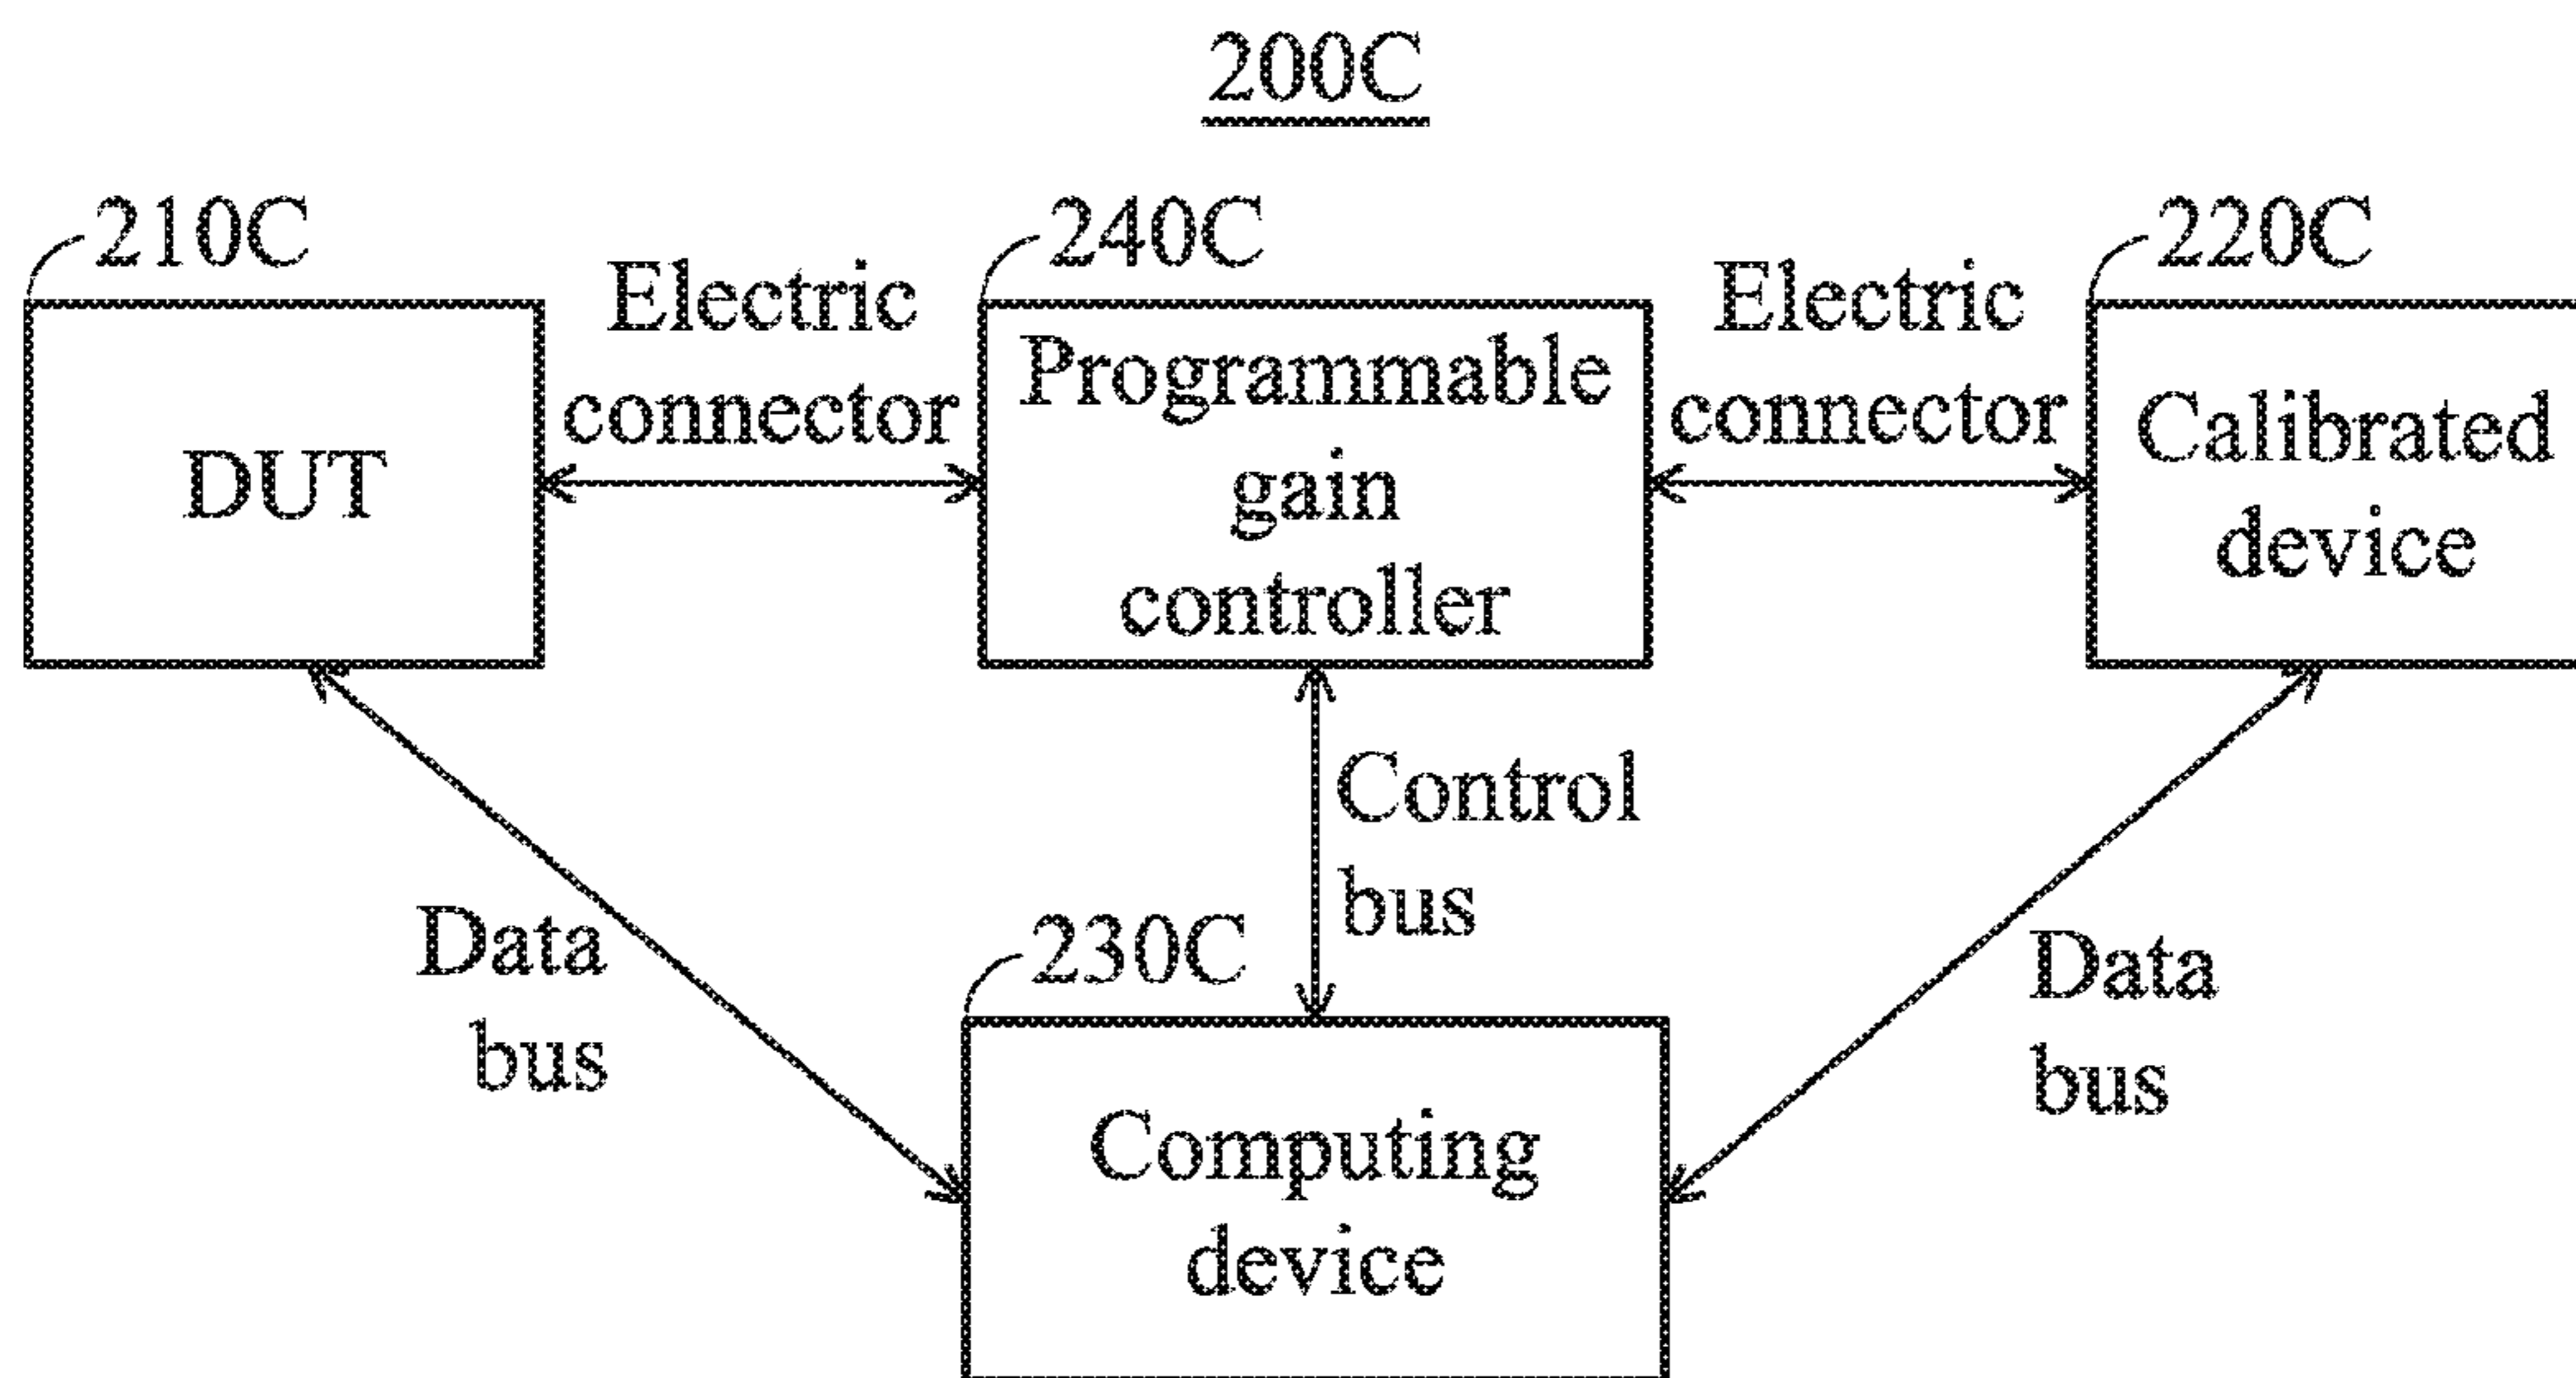 200C
210C
240C
220C
Electric
connector
Electric
connector
DUT
Programmable
gain
controller
Calibrated
device
Control
bus
Data
bus
230C
Data
bus
Computing
device